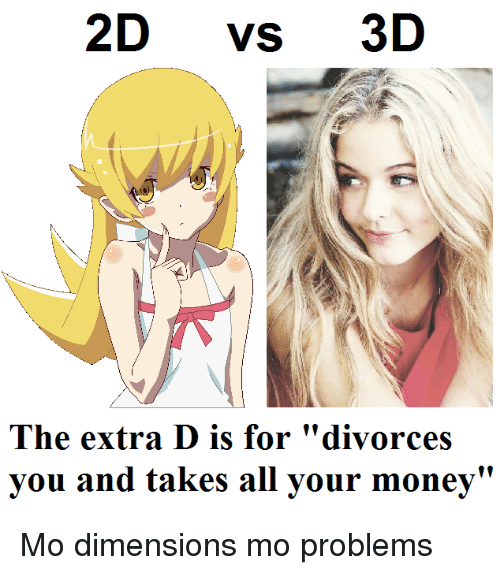 2D vs 3D
The extra D is for "divorces
you and takes all your money"
Mo dimensions mo problems